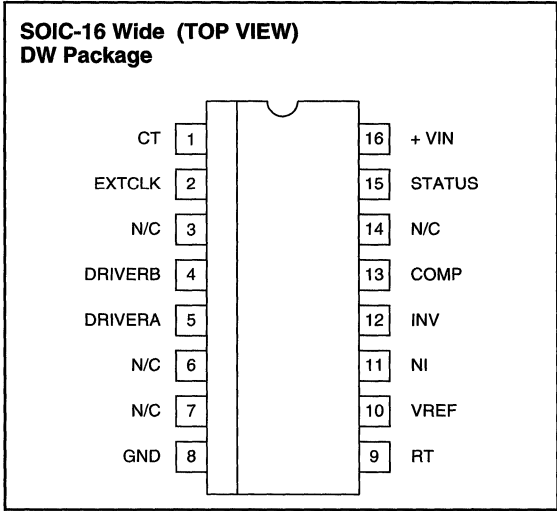 SOIC-16 Wide (TOP VIEW)
DW Package
CT 1 16 + VIN
EXTCLK 2 15 STATUS
N/C 3 14 N/C
DRIVERB 4 13 COMP
DRIVERA 5 12 INV
N/C 6 11 NI
N/C 7 10 VREF
GND 8 9 RT